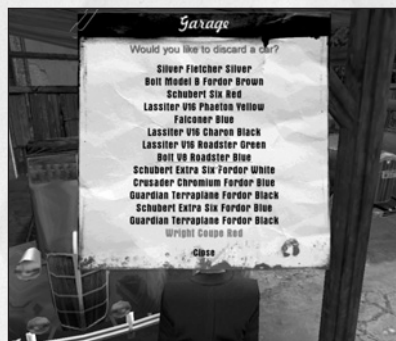 Garage
Would you like to discard a car?
Silver Fletcher Silver
Bolt Model B Fordor Brown
Schubert Six Red
Lassiter V16 Phaeton Yellow
Falconer Blue
Lassiter V16 Charon Black
Lassiter V16 Roadster Green
Bolt V8 Roadster Blue
Schubert Extra Six Fordor White
Crusader Chromium Fordor Blue
Guardian Terraplane Fordor Black
Schubert Extra Six Fordor Blue
Guardian Terraplane Fordor Black
Wright Coupe Red
Close